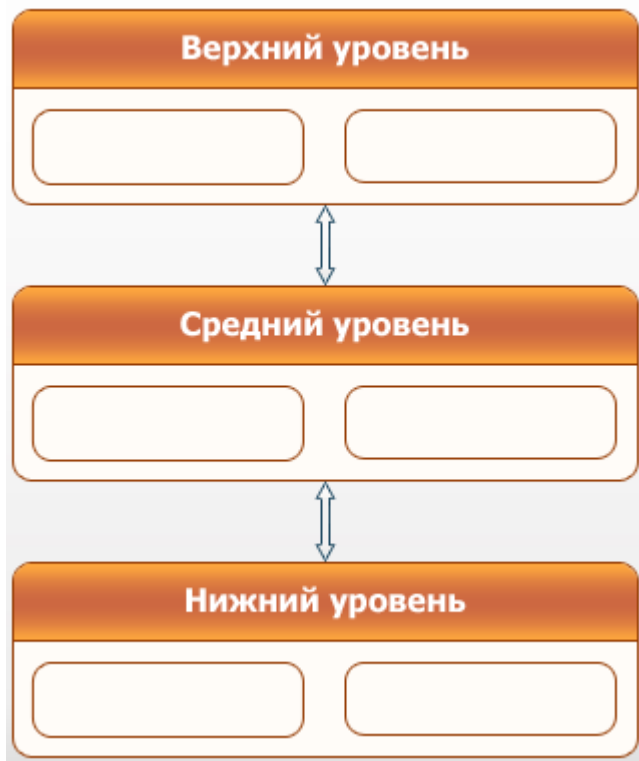 Верхний уровень
Средний уровень
Нижний уровень